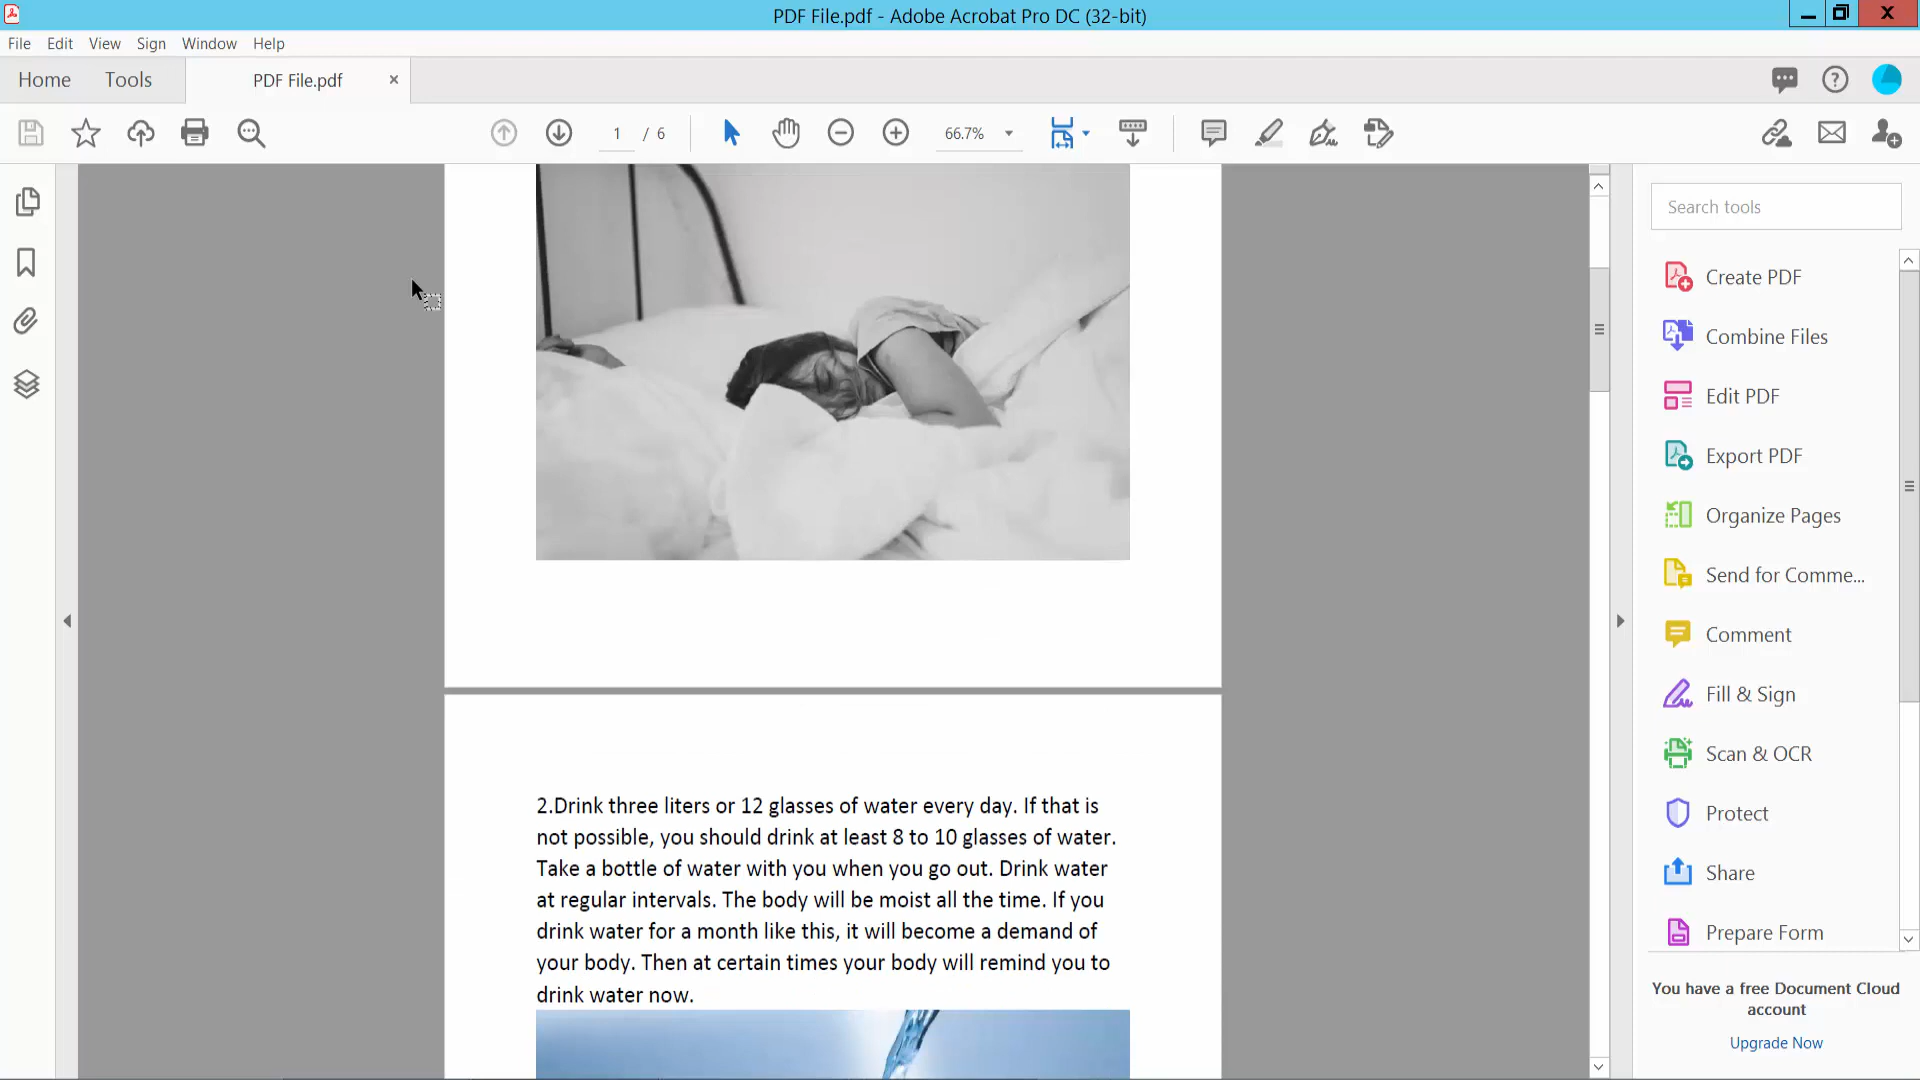 PDF File.pdf - Adobe Acrobat Pro DC (32-bit)
File Edit View Sign Window Help
Home Tools PDF File.pdf
1 / 6 66.7%
Search tools
Create PDF
Combine Files
Edit PDF
Export PDF
Organize Pages
Send for Comme...
Comment
Fill & Sign
Scan & OCR
Protect
Share
Prepare Form
You have a free Document Cloud
account
Upgrade Now
2.Drink three liters or 12 glasses of water every day. If that is
not possible, you should drink at least 8 to 10 glasses of water.
Take a bottle of water with you when you go out. Drink water
at regular intervals. The body will be moist all the time. If you
drink water for a month like this, it will become a demand of
your body. Then at certain times your body will remind you to
drink water now.